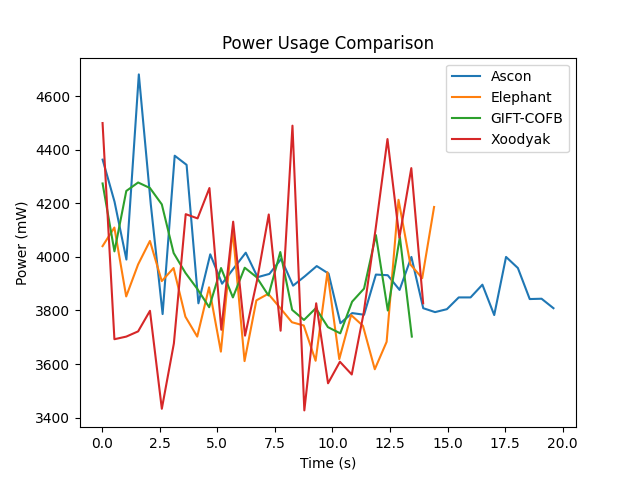 Power Usage Comparison
Ascon
Elephant
GIFT-COFB
Xoodyak
Power (mW)
4600
4400
4200
4000
3800
3600
3400
0.0 2.5 5.0 7.5 10.0 12.5 15.0 17.5 20.0
Time (s)